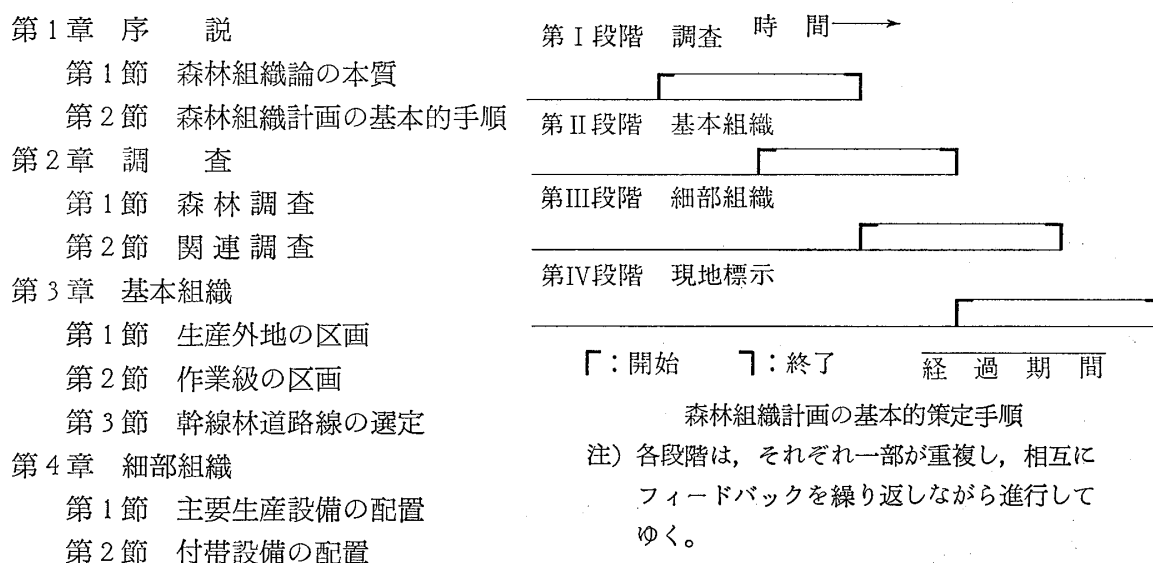 第1章 序 説
第1節 森林組織論の本質
第2節 森林組織計画の基本的手順
第2章 調 査
第1節 森林調査
第2節 関連調査
第3章 基本組織
第1節 生産外地の区画
第2節 作業級の区画
第3節 幹線林道路線の選定
第4章 細部組織
第1節 主要生産設備の配置
第2節 付帯設備の配置
第Ⅰ段階 調査 時 間→
第Ⅱ段階 基本組織
第Ⅲ段階 細部組織
第Ⅳ段階 現地標示
┏：開始 ┓：終了 経 過 期 間
森林組織計画の基本的策定手順
注）各段階は，それぞれ一部が重複し，相互に
フィードバックを繰り返しながら進行して
ゆく。